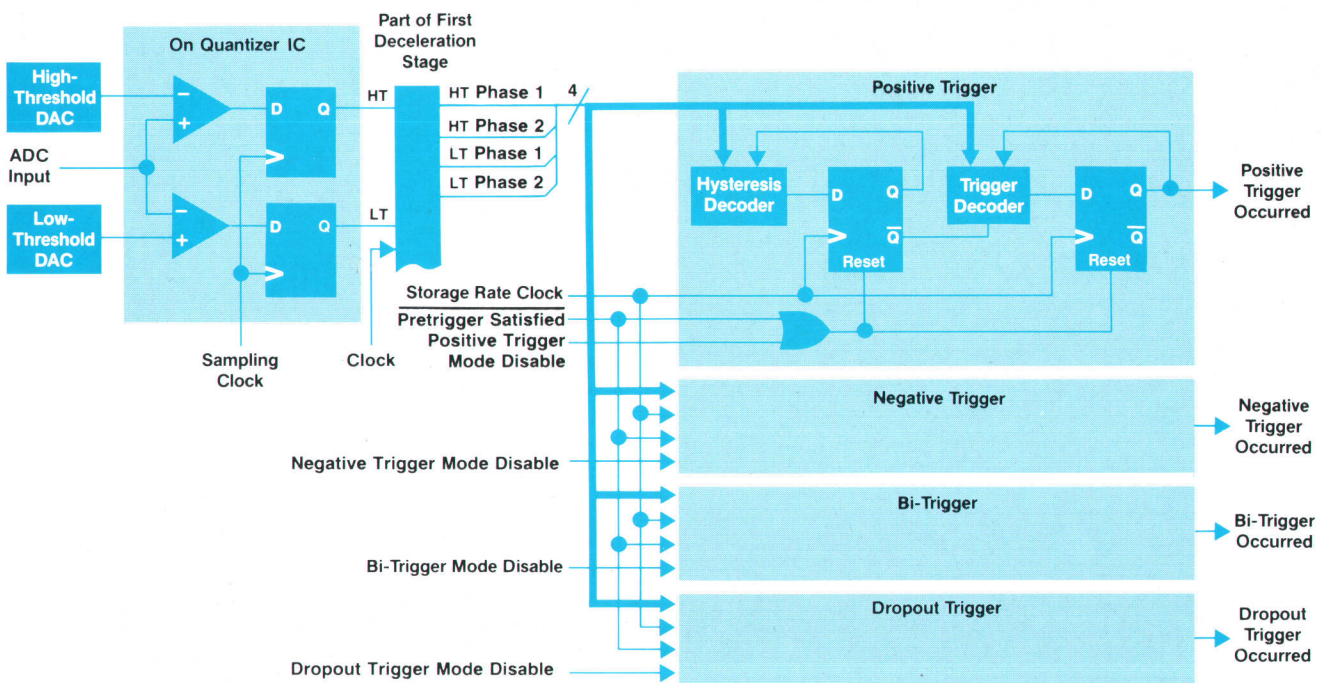 On Quantizer IC
High-
Threshold
DAC
ADC
Input
Low-
Threshold
DAC
−
+
−
+
D Q
D Q
Sampling
Clock
HT
LT
Part of First
Deceleration
Stage
Clock
HT Phase 1
HT Phase 2
LT Phase 1
LT Phase 2
4
Storage Rate Clock
Pretrigger Satisfied
Positive Trigger
Mode Disable
Positive Trigger
Hysteresis
Decoder
D Q
Q
Reset
Trigger
Decoder
D Q
Q
Reset
Positive
Trigger
Occurred
Negative Trigger Mode Disable
Negative Trigger
Negative
Trigger
Occurred
Bi-Trigger Mode Disable
Bi-Trigger
Bi-Trigger
Occurred
Dropout Trigger Mode Disable
Dropout Trigger
Dropout
Trigger
Occurred